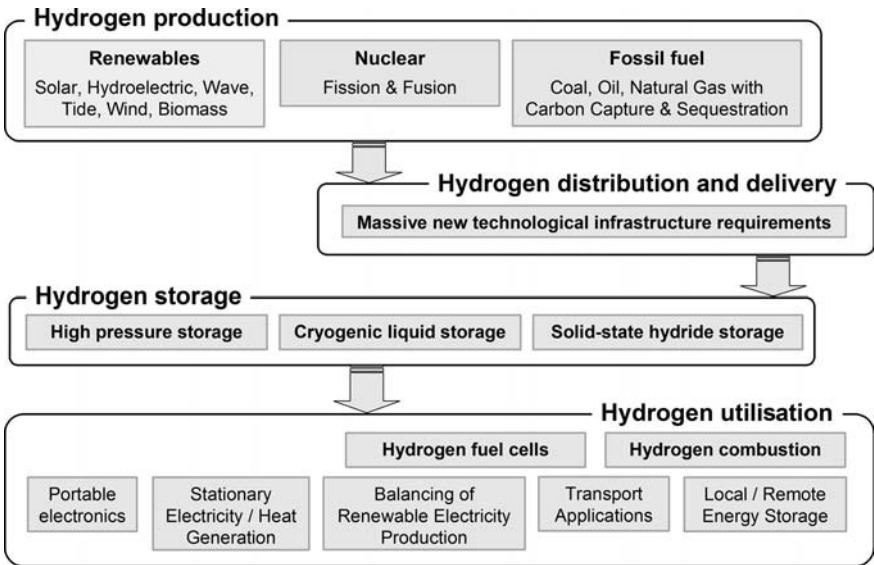 Hydrogen production
Renewables
Solar, Hydroelectric, Wave,
Tide, Wind, Biomass
Nuclear
Fission & Fusion
Fossil fuel
Coal, Oil, Natural Gas with
Carbon Capture & Sequestration
Hydrogen distribution and delivery
Massive new technological infrastructure requirements
Hydrogen storage
High pressure storage
Cryogenic liquid storage
Solid-state hydride storage
Hydrogen utilisation
Hydrogen fuel cells
Hydrogen combustion
Portable
electronics
Stationary
Electricity / Heat
Generation
Balancing of
Renewable Electricity
Production
Transport
Applications
Local / Remote
Energy Storage